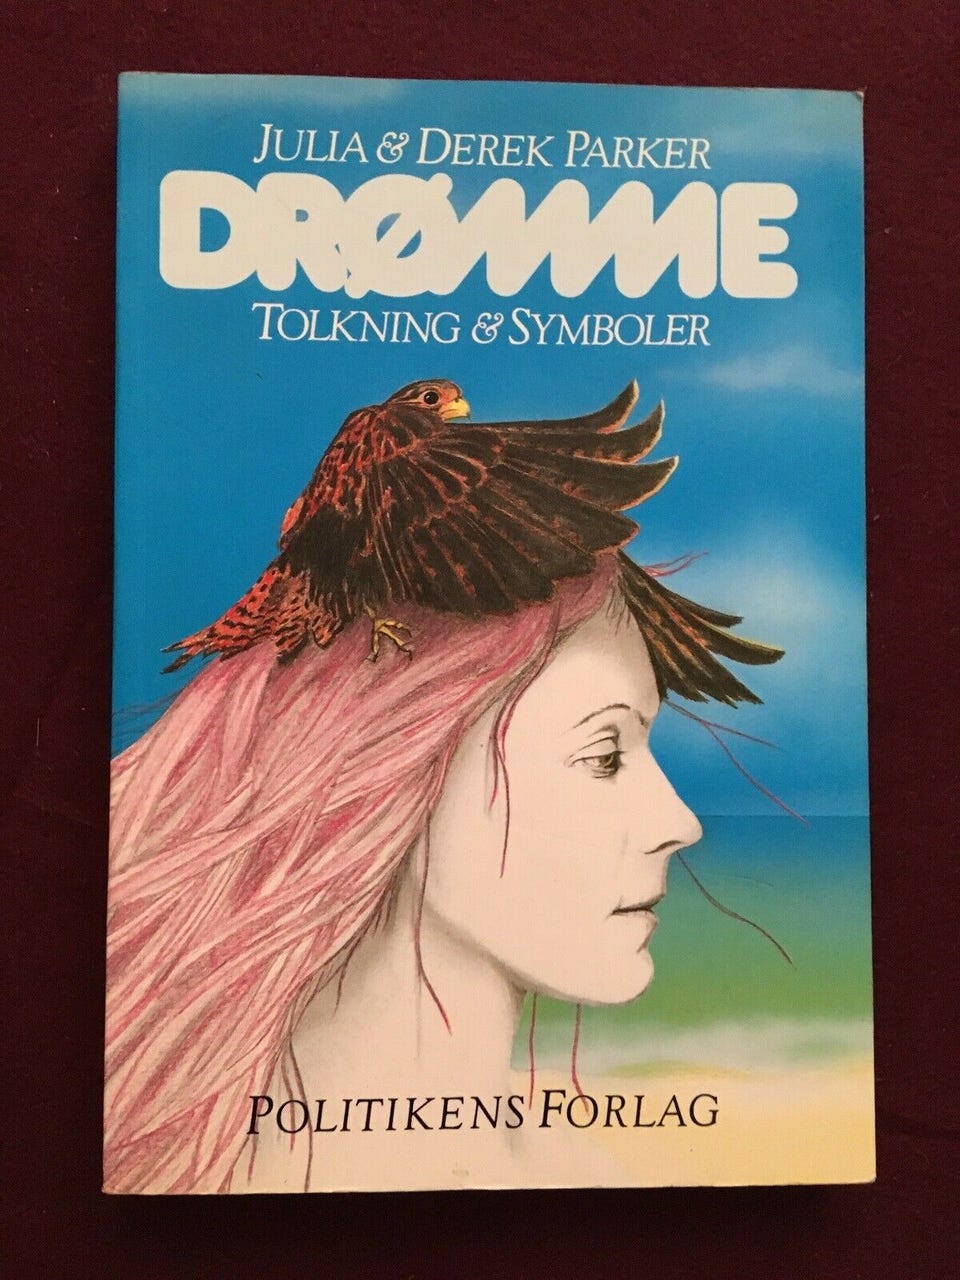 JULIA & DEREK PARKER
DRØMME
TOLKNING & SYMBOLER
POLITIKENS FORLAG